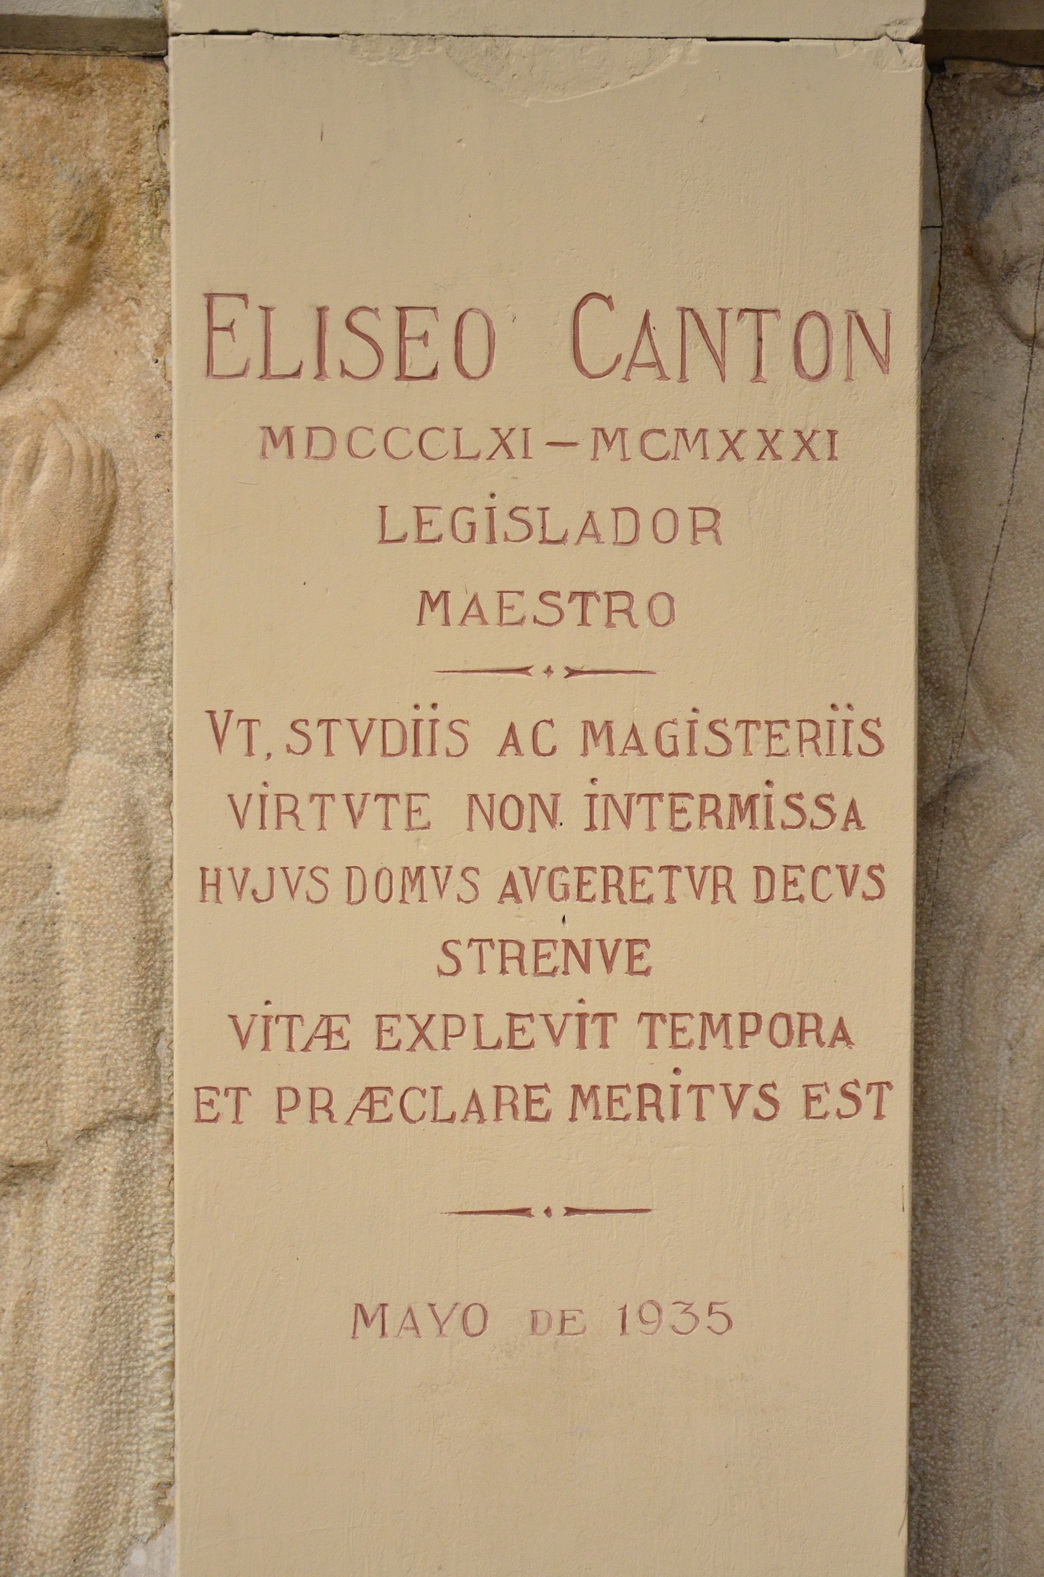 ELISEO CANTON
MDCCCLXI – MCMXXXI
LEGiSLADOR
MAESTRO
VT, STVDiiS AC MAGiSTERiiS
ViRTVTE NON iNTERMiSSA
HVJVS DOMVS AVGERETVR DECVS
STRENVE
ViTÆ EXPLEViT TEMPORA
ET PRÆCLARE MERiTVS EST
MAYO DE 1935